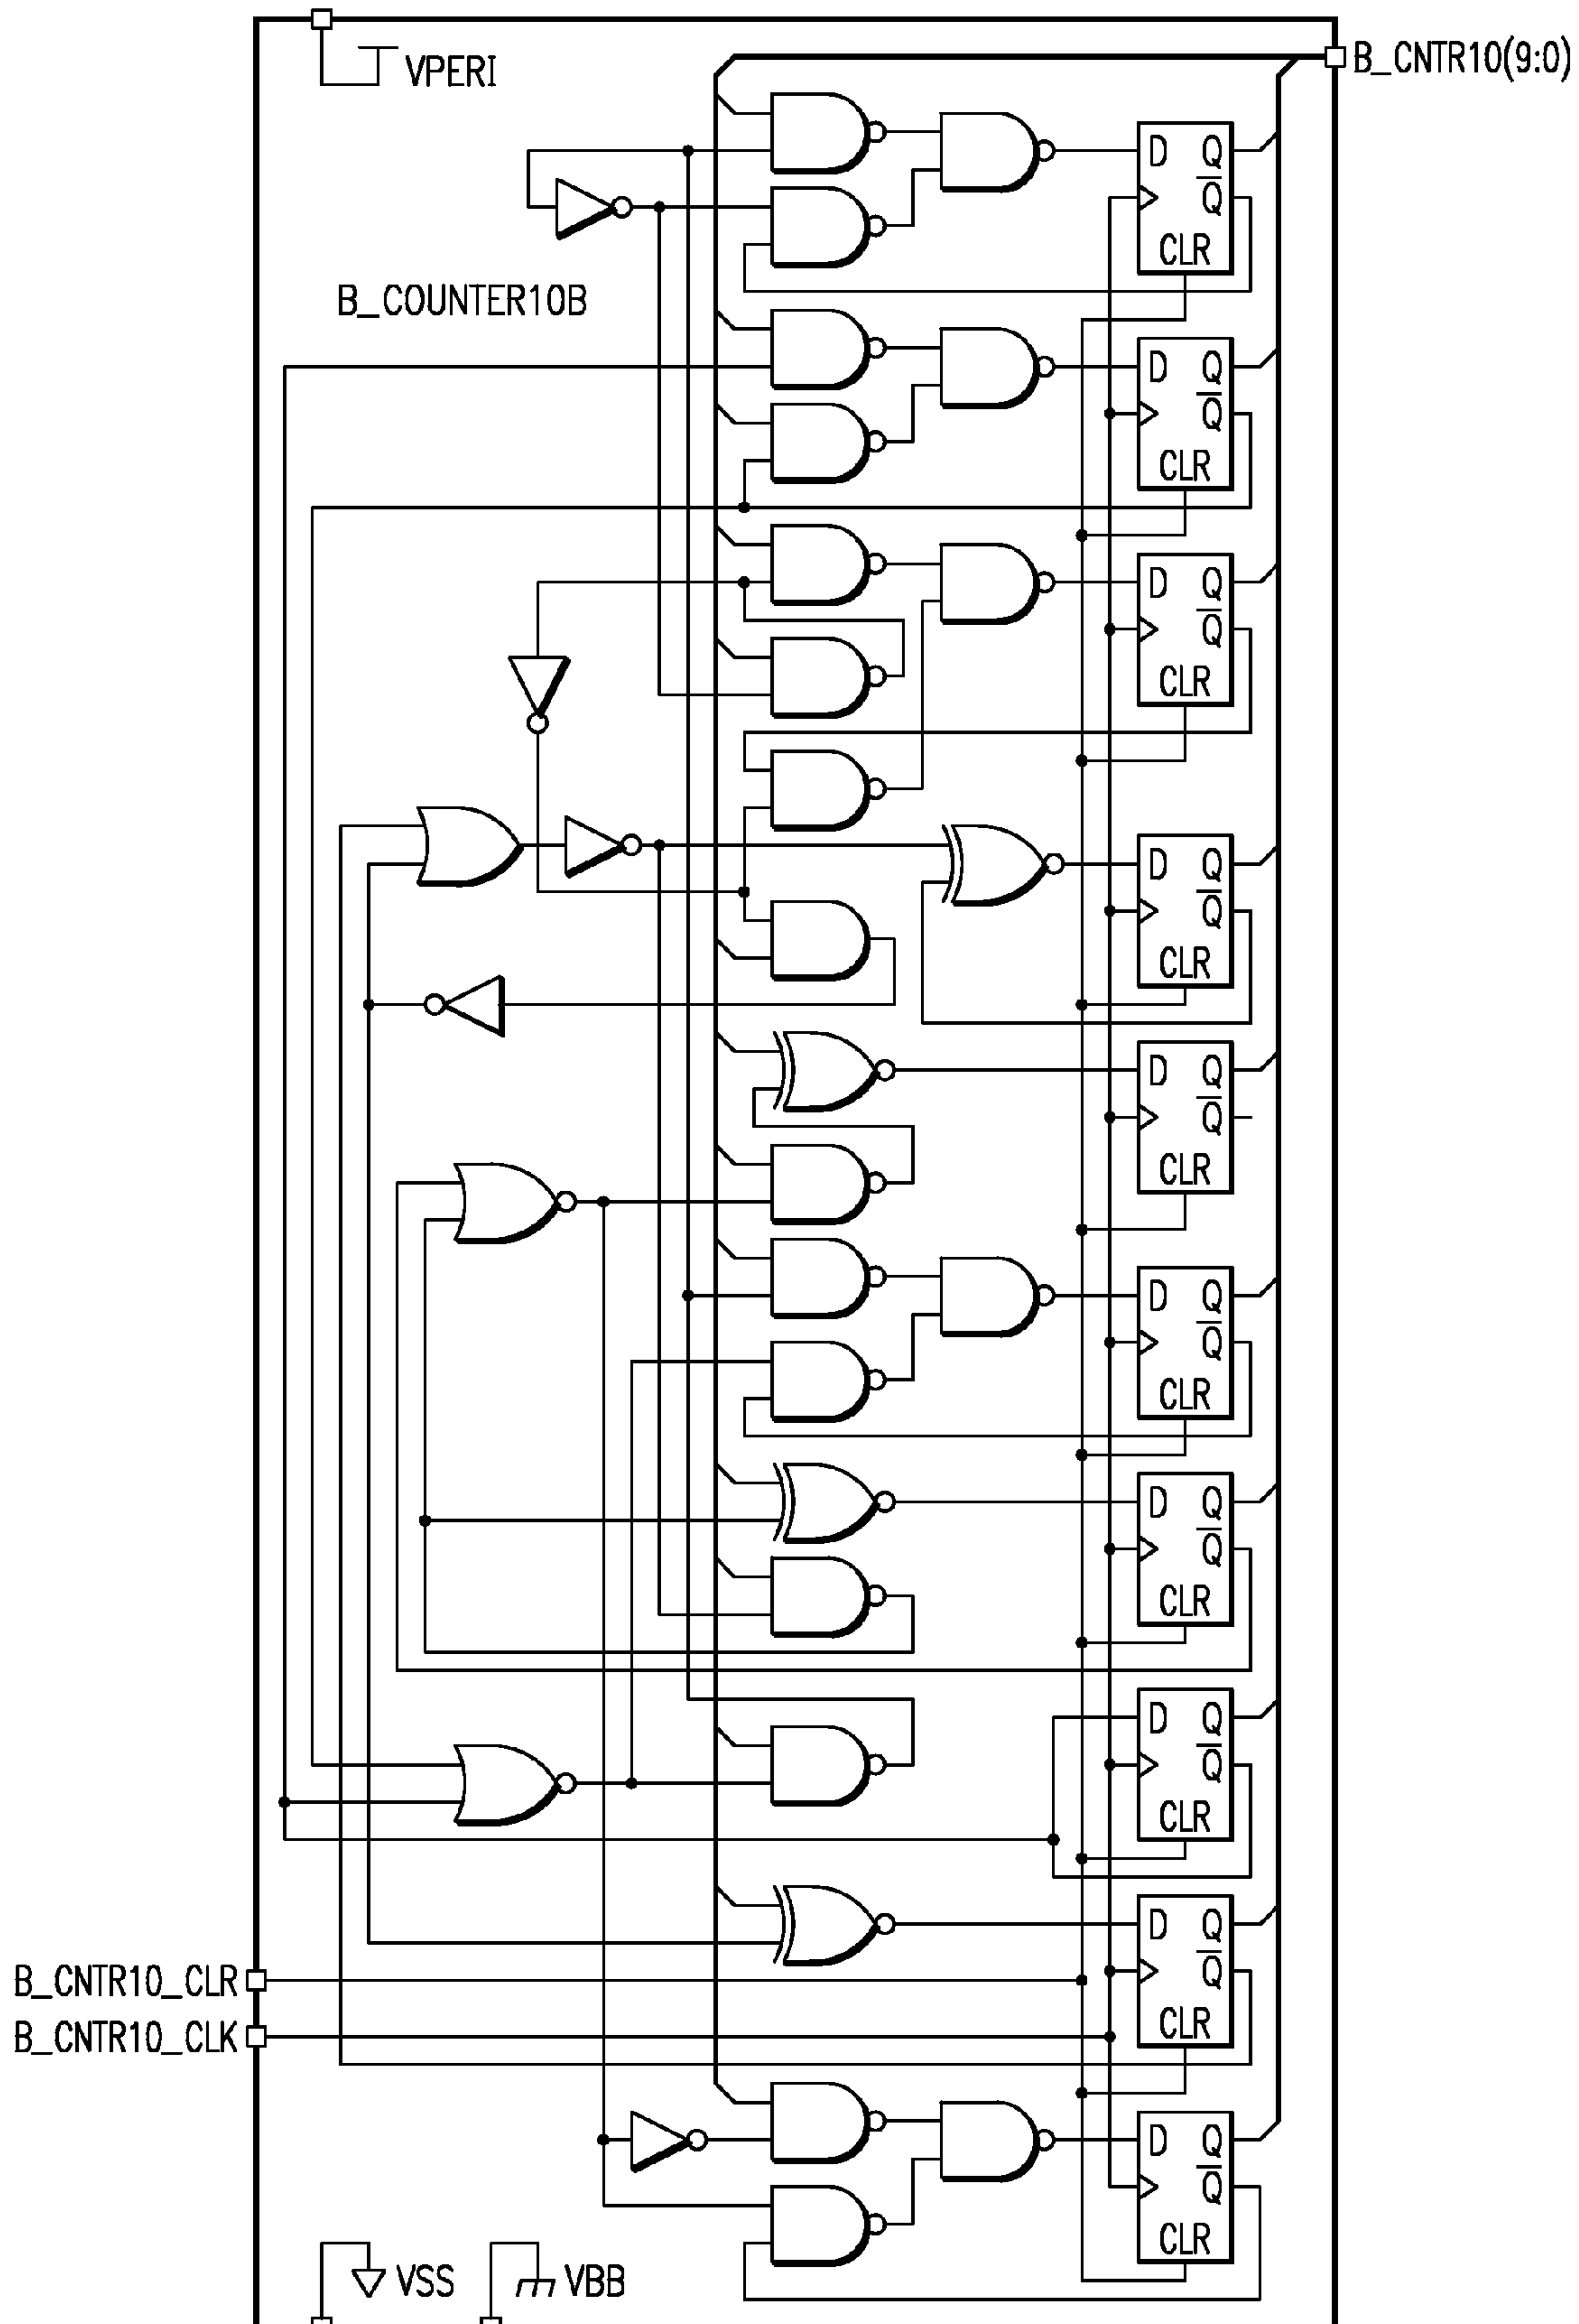 VPERI
B_CNTR10(9:0)
B_COUNTER10B
D Q
Q
CLR
D Q
Q
CLR
D Q
Q
CLR
D Q
Q
CLR
D Q
Q
CLR
D Q
Q
CLR
D Q
Q
CLR
D Q
Q
CLR
D Q
Q
CLR
B_CNTR10_CLR
B_CNTR10_CLK
D Q
Q
CLR
VSS
VBB